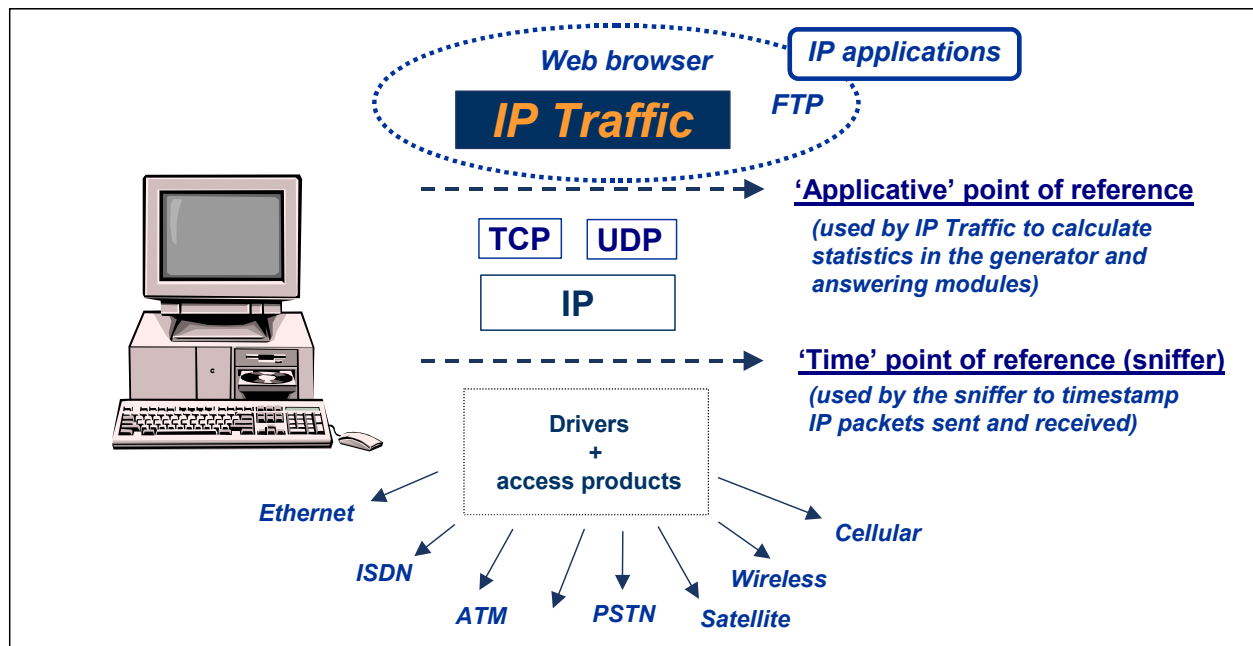 Web browser
IP applications
FTP
IP Traffic
‘Applicative’ point of reference
(used by IP Traffic to calculate
statistics in the generator and
answering modules)
TCP
UDP
IP
‘Time’ point of reference (sniffer)
(used by the sniffer to timestamp
IP packets sent and received)
Drivers
+
access products
Ethernet
ISDN
ATM
PSTN
Satellite
Wireless
Cellular